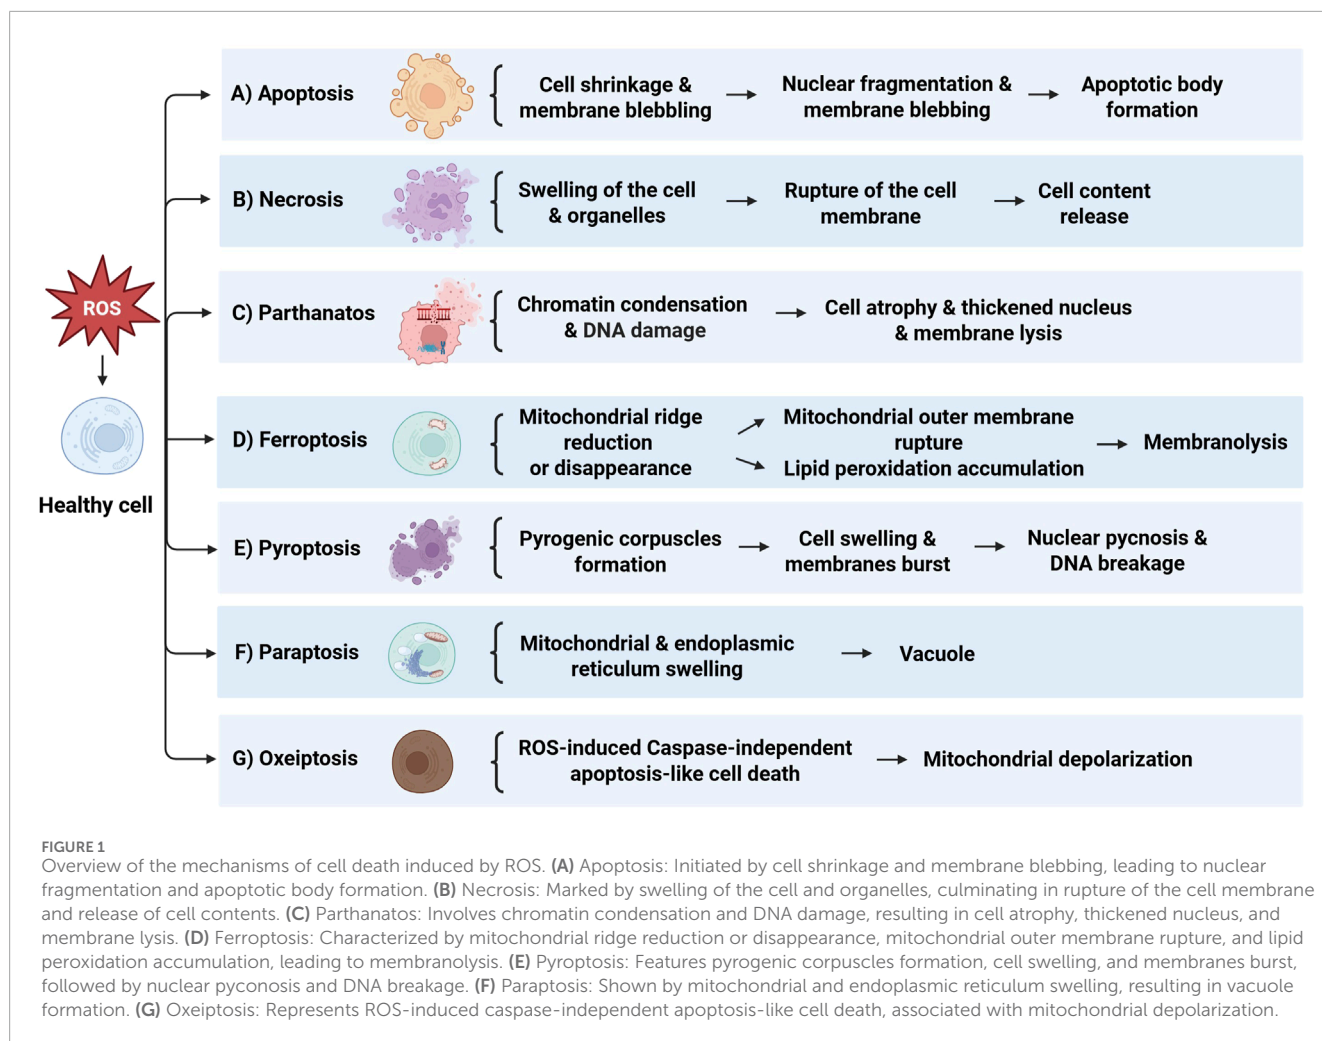 A) Apoptosis
Cell shrinkage &
membrane blebbling
Nuclear fragmentation &
membrane blebbing
Apoptotic body
formation
B) Necrosis
Swelling of the cell
& organelles
Rupture of the cell
membrane
Cell content
release
ROS
Healthy cell
C) Parthanatos
Chromatin condensation
& DNA damage
Cell atrophy & thickened nucleus
& membrane lysis
D) Ferroptosis
Mitochondrial ridge
reduction
or disappearance
Mitochondrial outer membrane
rupture
Lipid peroxidation accumulation
Membranolysis
E) Pyroptosis
Pyrogenic corpuscles
formation
Cell swelling &
membranes burst
Nuclear pycnosis &
DNA breakage
F) Paraptosis
Mitochondrial & endoplasmic
reticulum swelling
Vacuole
G) Oxeiptosis
ROS-induced Caspase-independent
apoptosis-like cell death
Mitochondrial depolarization
FIGURE 1
Overview of the mechanisms of cell death induced by ROS. (A) Apoptosis: Initiated by cell shrinkage and membrane blebbing, leading to nuclear
fragmentation and apoptotic body formation. (B) Necrosis: Marked by swelling of the cell and organelles, culminating in rupture of the cell membrane
and release of cell contents. (C) Parthanatos: Involves chromatin condensation and DNA damage, resulting in cell atrophy, thickened nucleus, and
membrane lysis. (D) Ferroptosis: Characterized by mitochondrial ridge reduction or disappearance, mitochondrial outer membrane rupture, and lipid
peroxidation accumulation, leading to membranolysis. (E) Pyroptosis: Features pyrogenic corpuscles formation, cell swelling, and membranes burst,
followed by nuclear pyconosis and DNA breakage. (F) Paraptosis: Shown by mitochondrial and endoplasmic reticulum swelling, resulting in vacuole
formation. (G) Oxeiptosis: Represents ROS-induced caspase-independent apoptosis-like cell death, associated with mitochondrial depolarization.